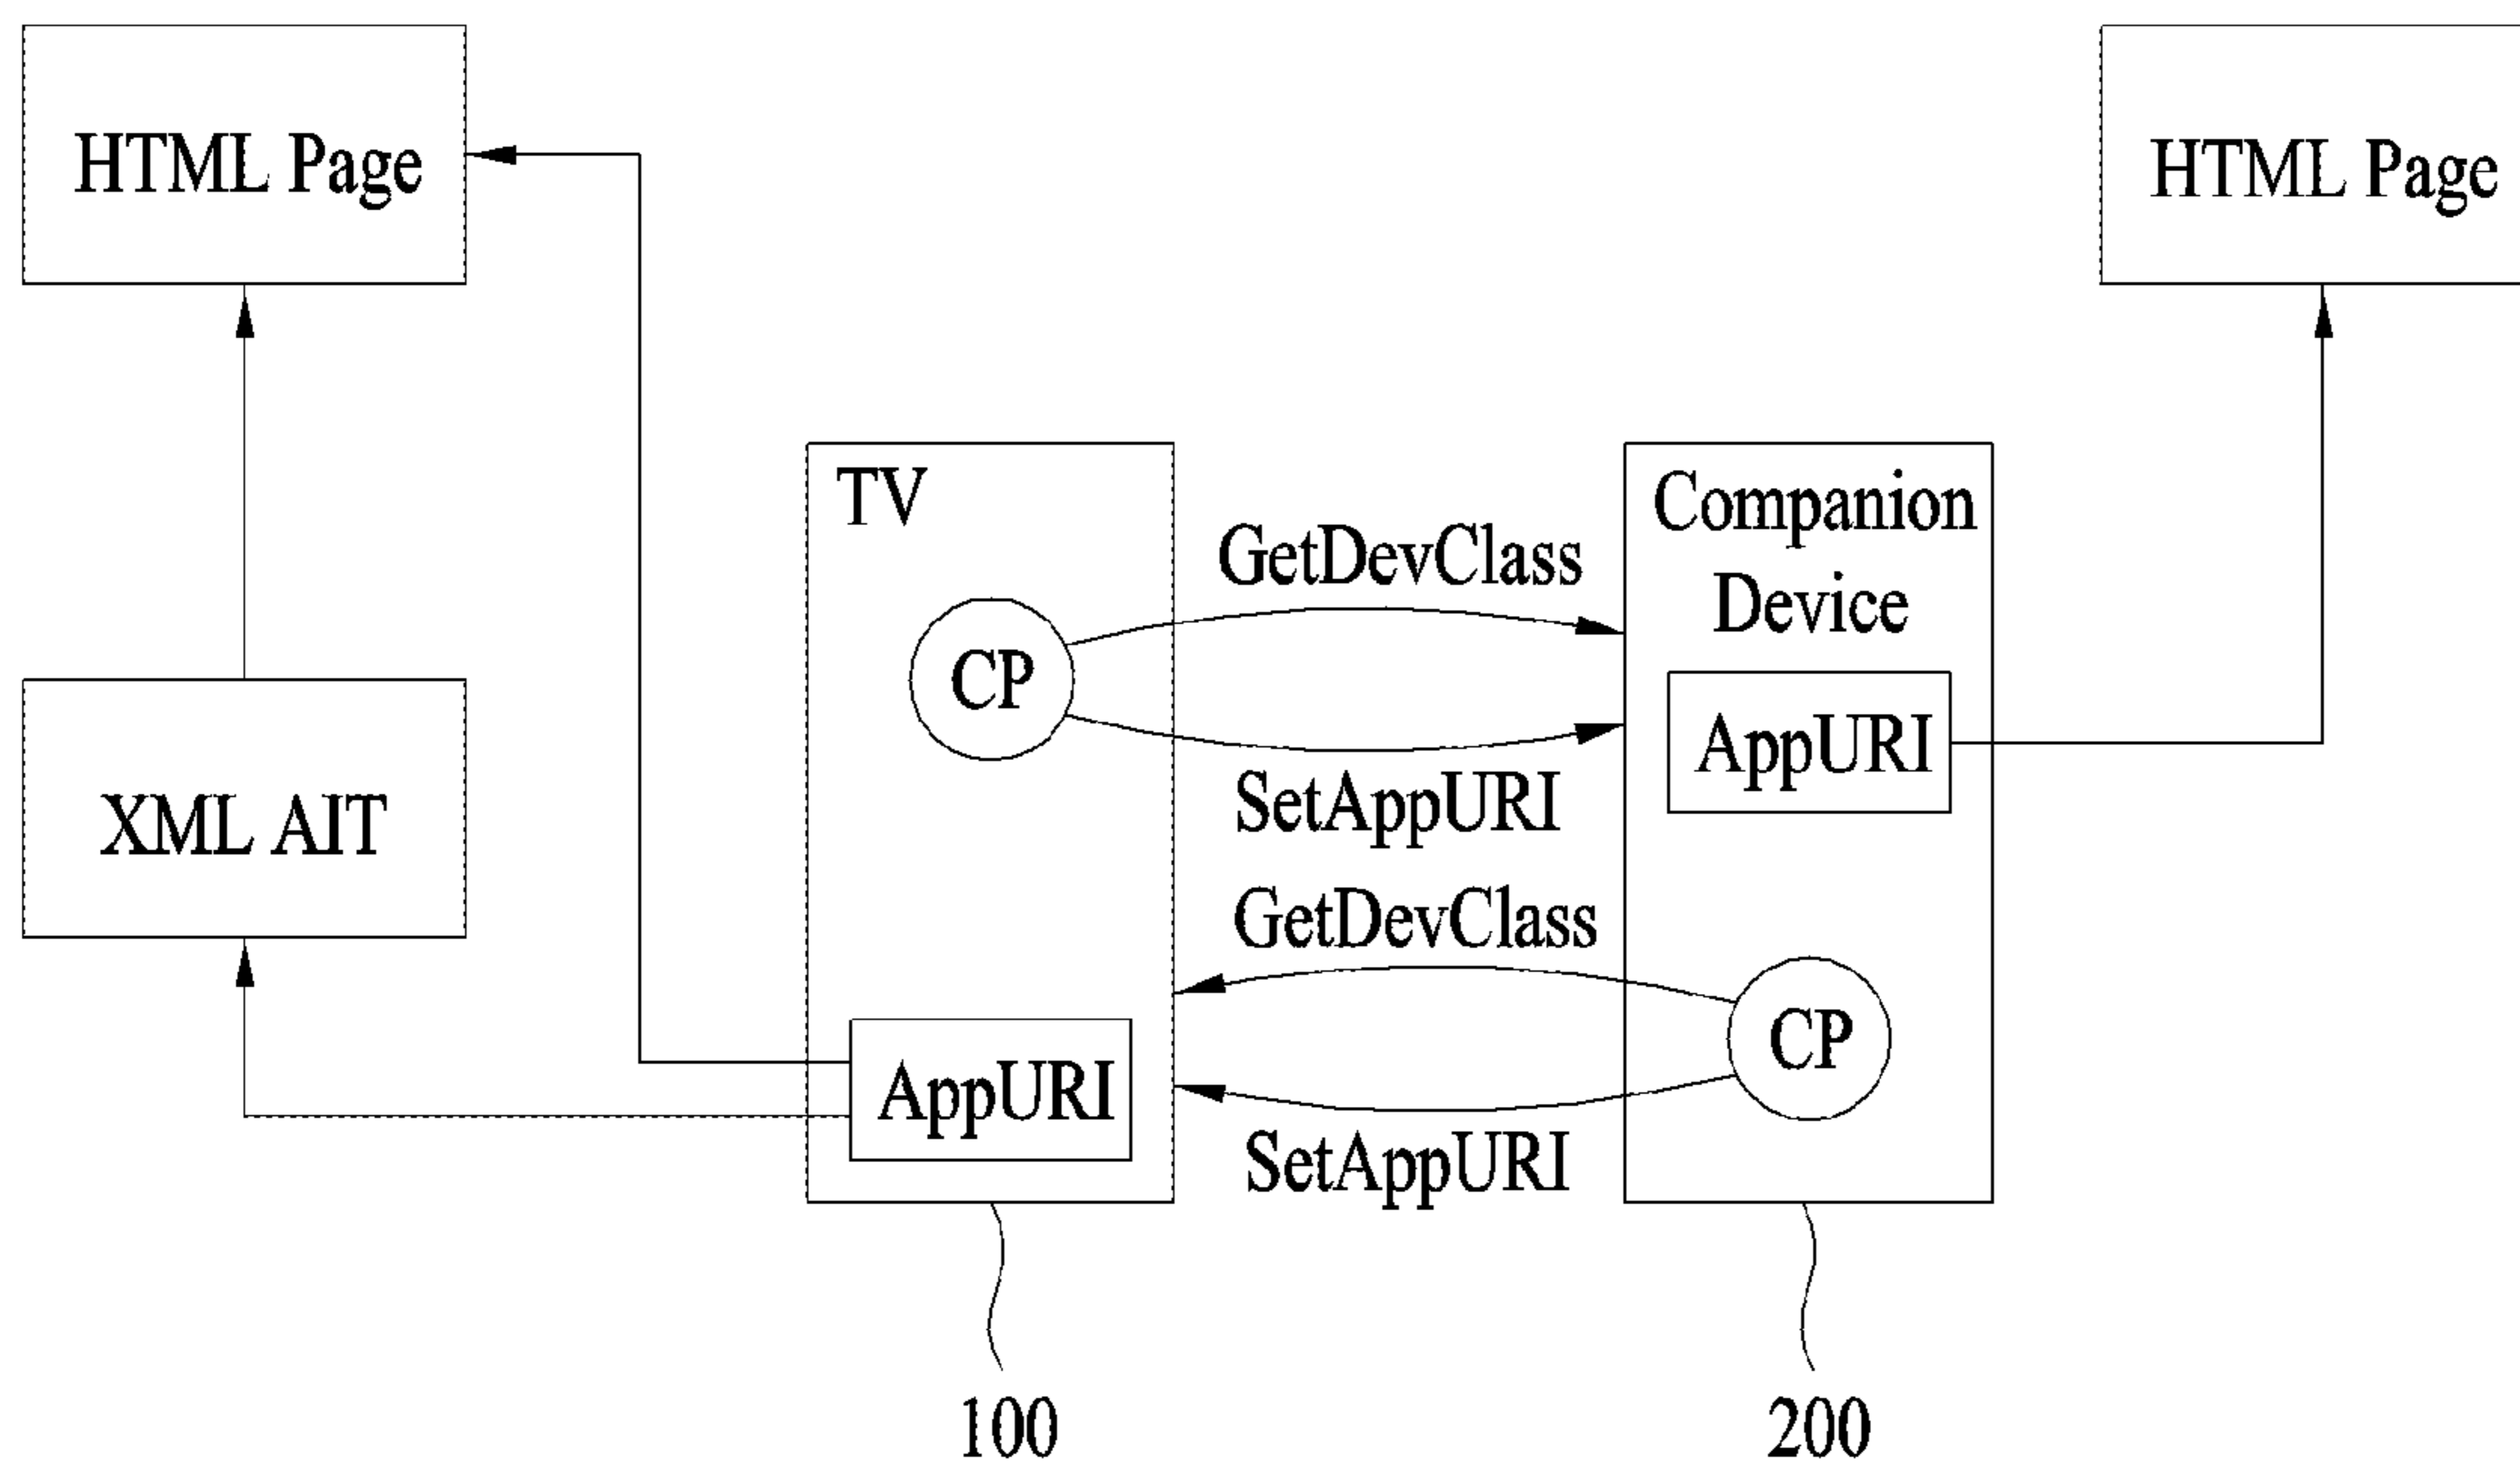 HTML Page
HTML Page
TV
Companion
Device
GetDevClass
CP
AppURI
SetAppURI
XML AIT
GetDevClass
CP
AppURI
SetAppURI
100
200